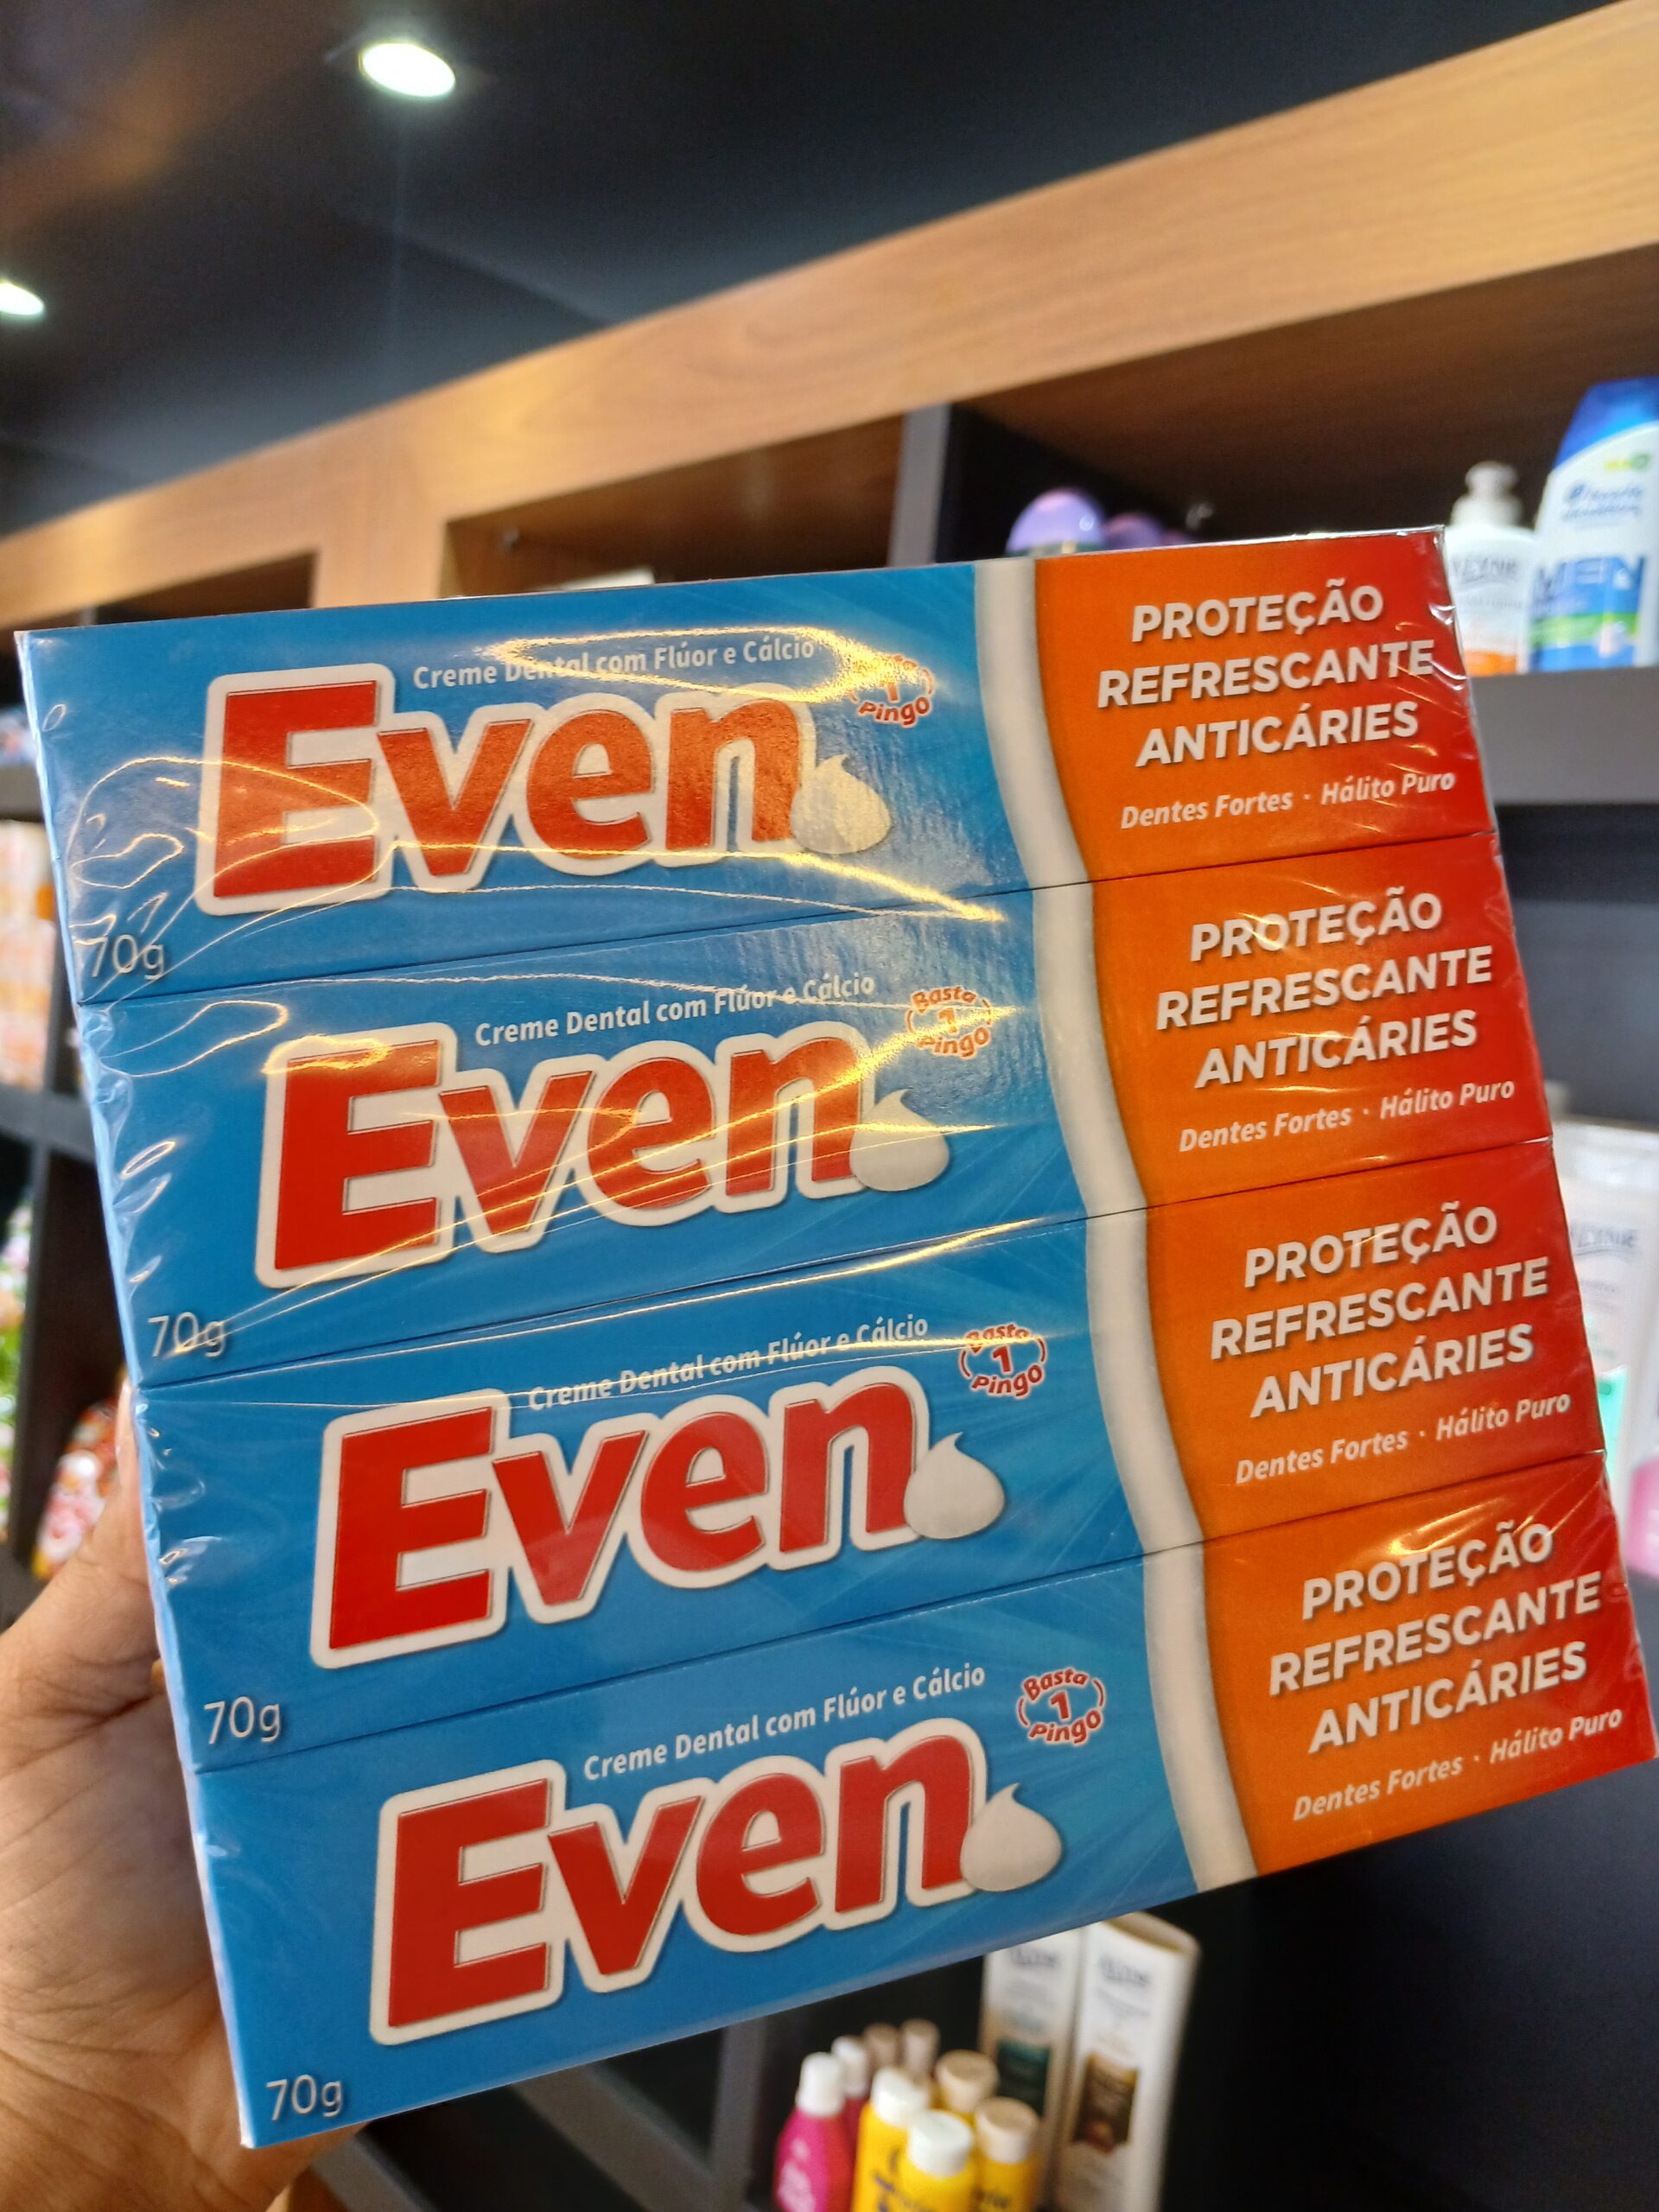 Creme Dental com Flúor e Cálcio
Even
Pingo
70g
PROTEÇÃO
REFRESCANTE
ANTICÁRIES
Dentes Fortes · Hálito Puro
Creme Dental com Flúor e Cálcio
Even
Basta
1
Pingo
70g
PROTEÇÃO
REFRESCANTE
ANTICÁRIES
Dentes Fortes · Hálito Puro
Creme Dental com Flúor e Cálcio
Even
Basta
1
Pingo
70g
PROTEÇÃO
REFRESCANTE
ANTICÁRIES
Dentes Fortes · Hálito Puro
Creme Dental com Flúor e Cálcio
Even
Basta
1
Pingo
70g
PROTEÇÃO
REFRESCANTE
ANTICÁRIES
Dentes Fortes · Hálito Puro
MEN